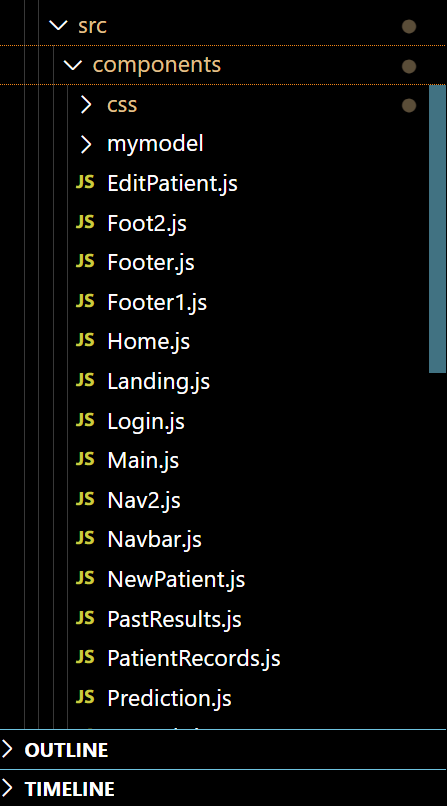 src
components
css
mymodel
JS EditPatient.js
JS Foot2.js
JS Footer.js
JS Footer1.js
JS Home.js
JS Landing.js
JS Login.js
JS Main.js
JS Nav2.js
JS Navbar.js
JS NewPatient.js
JS PastResults.js
JS PatientRecords.js
JS Prediction.js
OUTLINE
TIMELINE